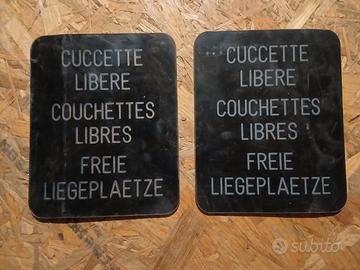 CUCCETTE
LIBERE
COUCHETTES
LIBRES
FREIE
LIEGEPLAETZE
CUCCETTE
LIBERE
COUCHETTES
LIBRES
FREIE
LIEGEPLAETZE
subito